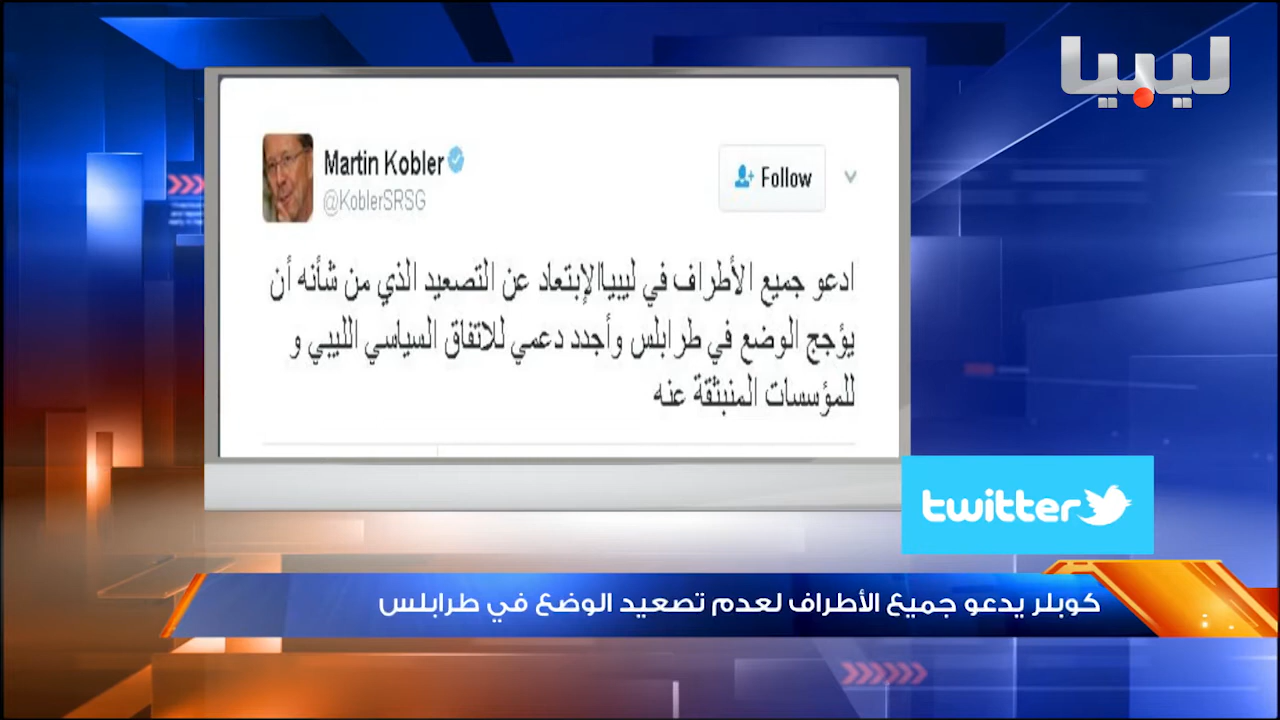 ليبيا
Martin Kobler
@KoblerSRSG
Follow
ادعو جميع الأطراف في ليبياالإبتعاد عن التصعيد الذي من شأنه أن
يؤجج الوضع في طرابلس وأجدد دعمي للاتفاق السياسي الليبي و
للمؤسسات المنبثقة عنه
twitter
كوبلر يدعو جميع الأطراف لعدم تصعيد الوضع في طرابلس